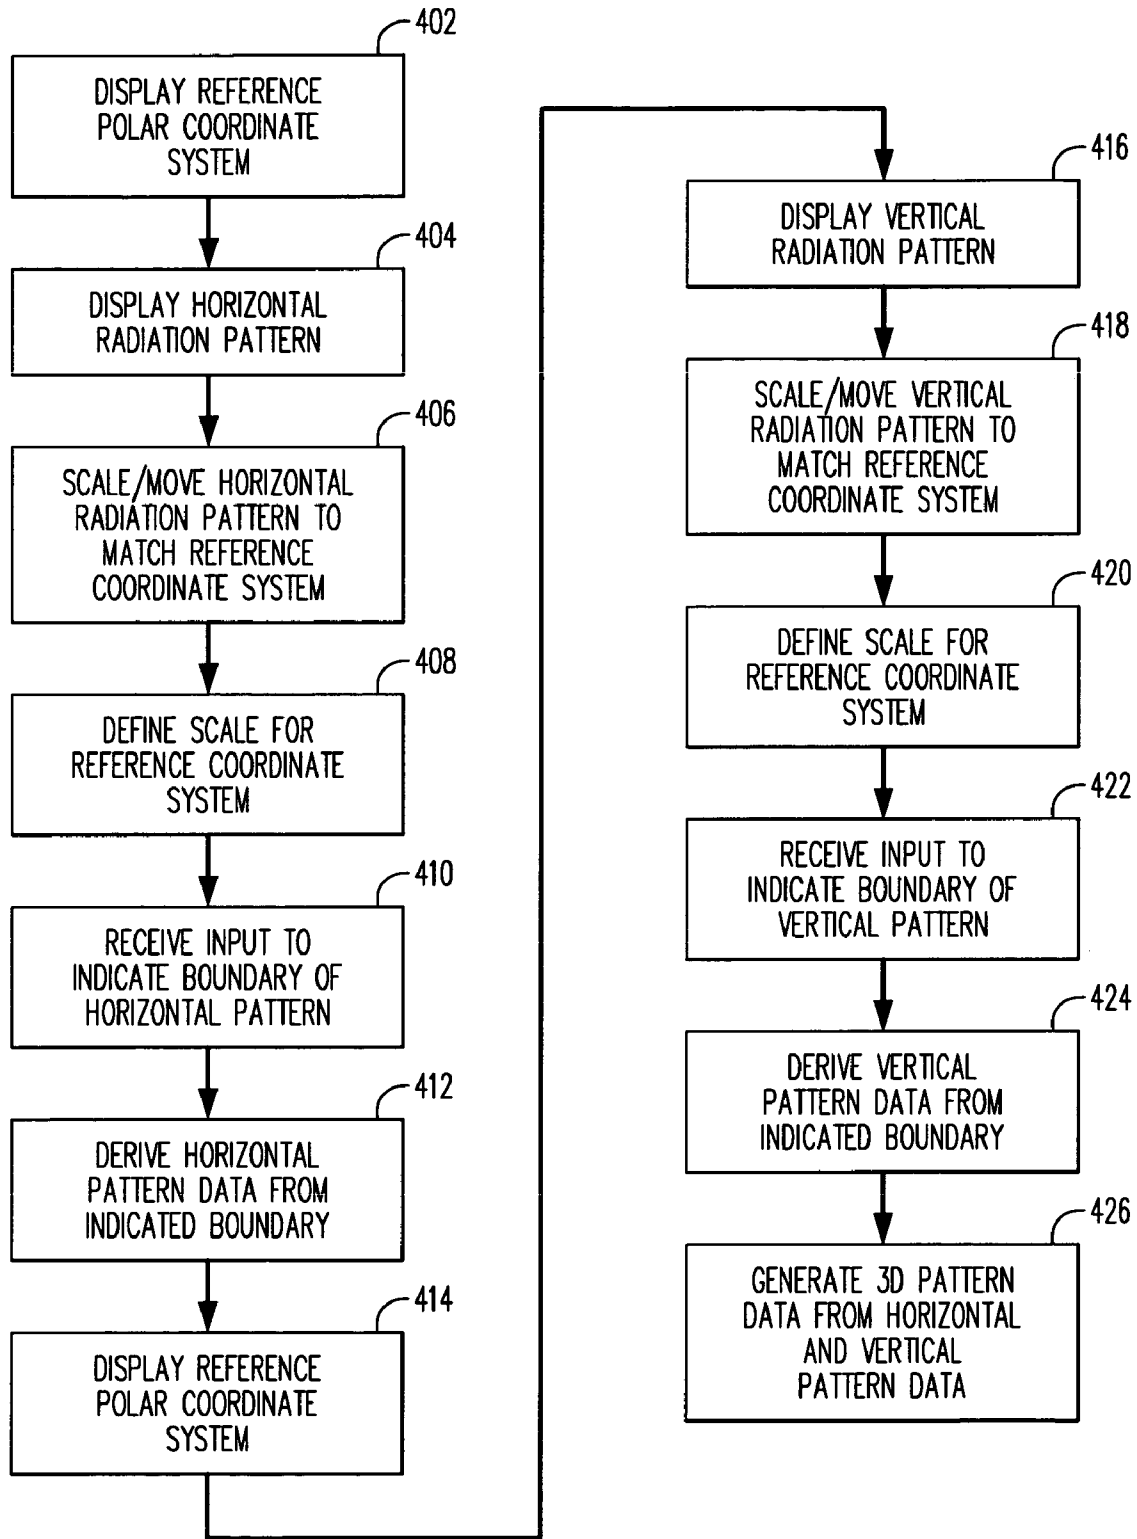 402
DISPLAY REFERENCE
POLAR COORDINATE
SYSTEM
404
DISPLAY HORIZONTAL
RADIATION PATTERN
406
SCALE/MOVE HORIZONTAL
RADIATION PATTERN TO
MATCH REFERENCE
COORDINATE SYSTEM
408
DEFINE SCALE FOR
REFERENCE COORDINATE
SYSTEM
410
RECEIVE INPUT TO
INDICATE BOUNDARY OF
HORIZONTAL PATTERN
412
DERIVE HORIZONTAL
PATTERN DATA FROM
INDICATED BOUNDARY
414
DISPLAY REFERENCE
POLAR COORDINATE
SYSTEM
416
DISPLAY VERTICAL
RADIATION PATTERN
418
SCALE/MOVE VERTICAL
RADIATION PATTERN TO
MATCH REFERENCE
COORDINATE SYSTEM
420
DEFINE SCALE FOR
REFERENCE COORDINATE
SYSTEM
422
RECEIVE INPUT TO
INDICATE BOUNDARY OF
VERTICAL PATTERN
424
DERIVE VERTICAL
PATTERN DATA FROM
INDICATED BOUNDARY
426
GENERATE 3D PATTERN
DATA FROM HORIZONTAL
AND VERTICAL
PATTERN DATA